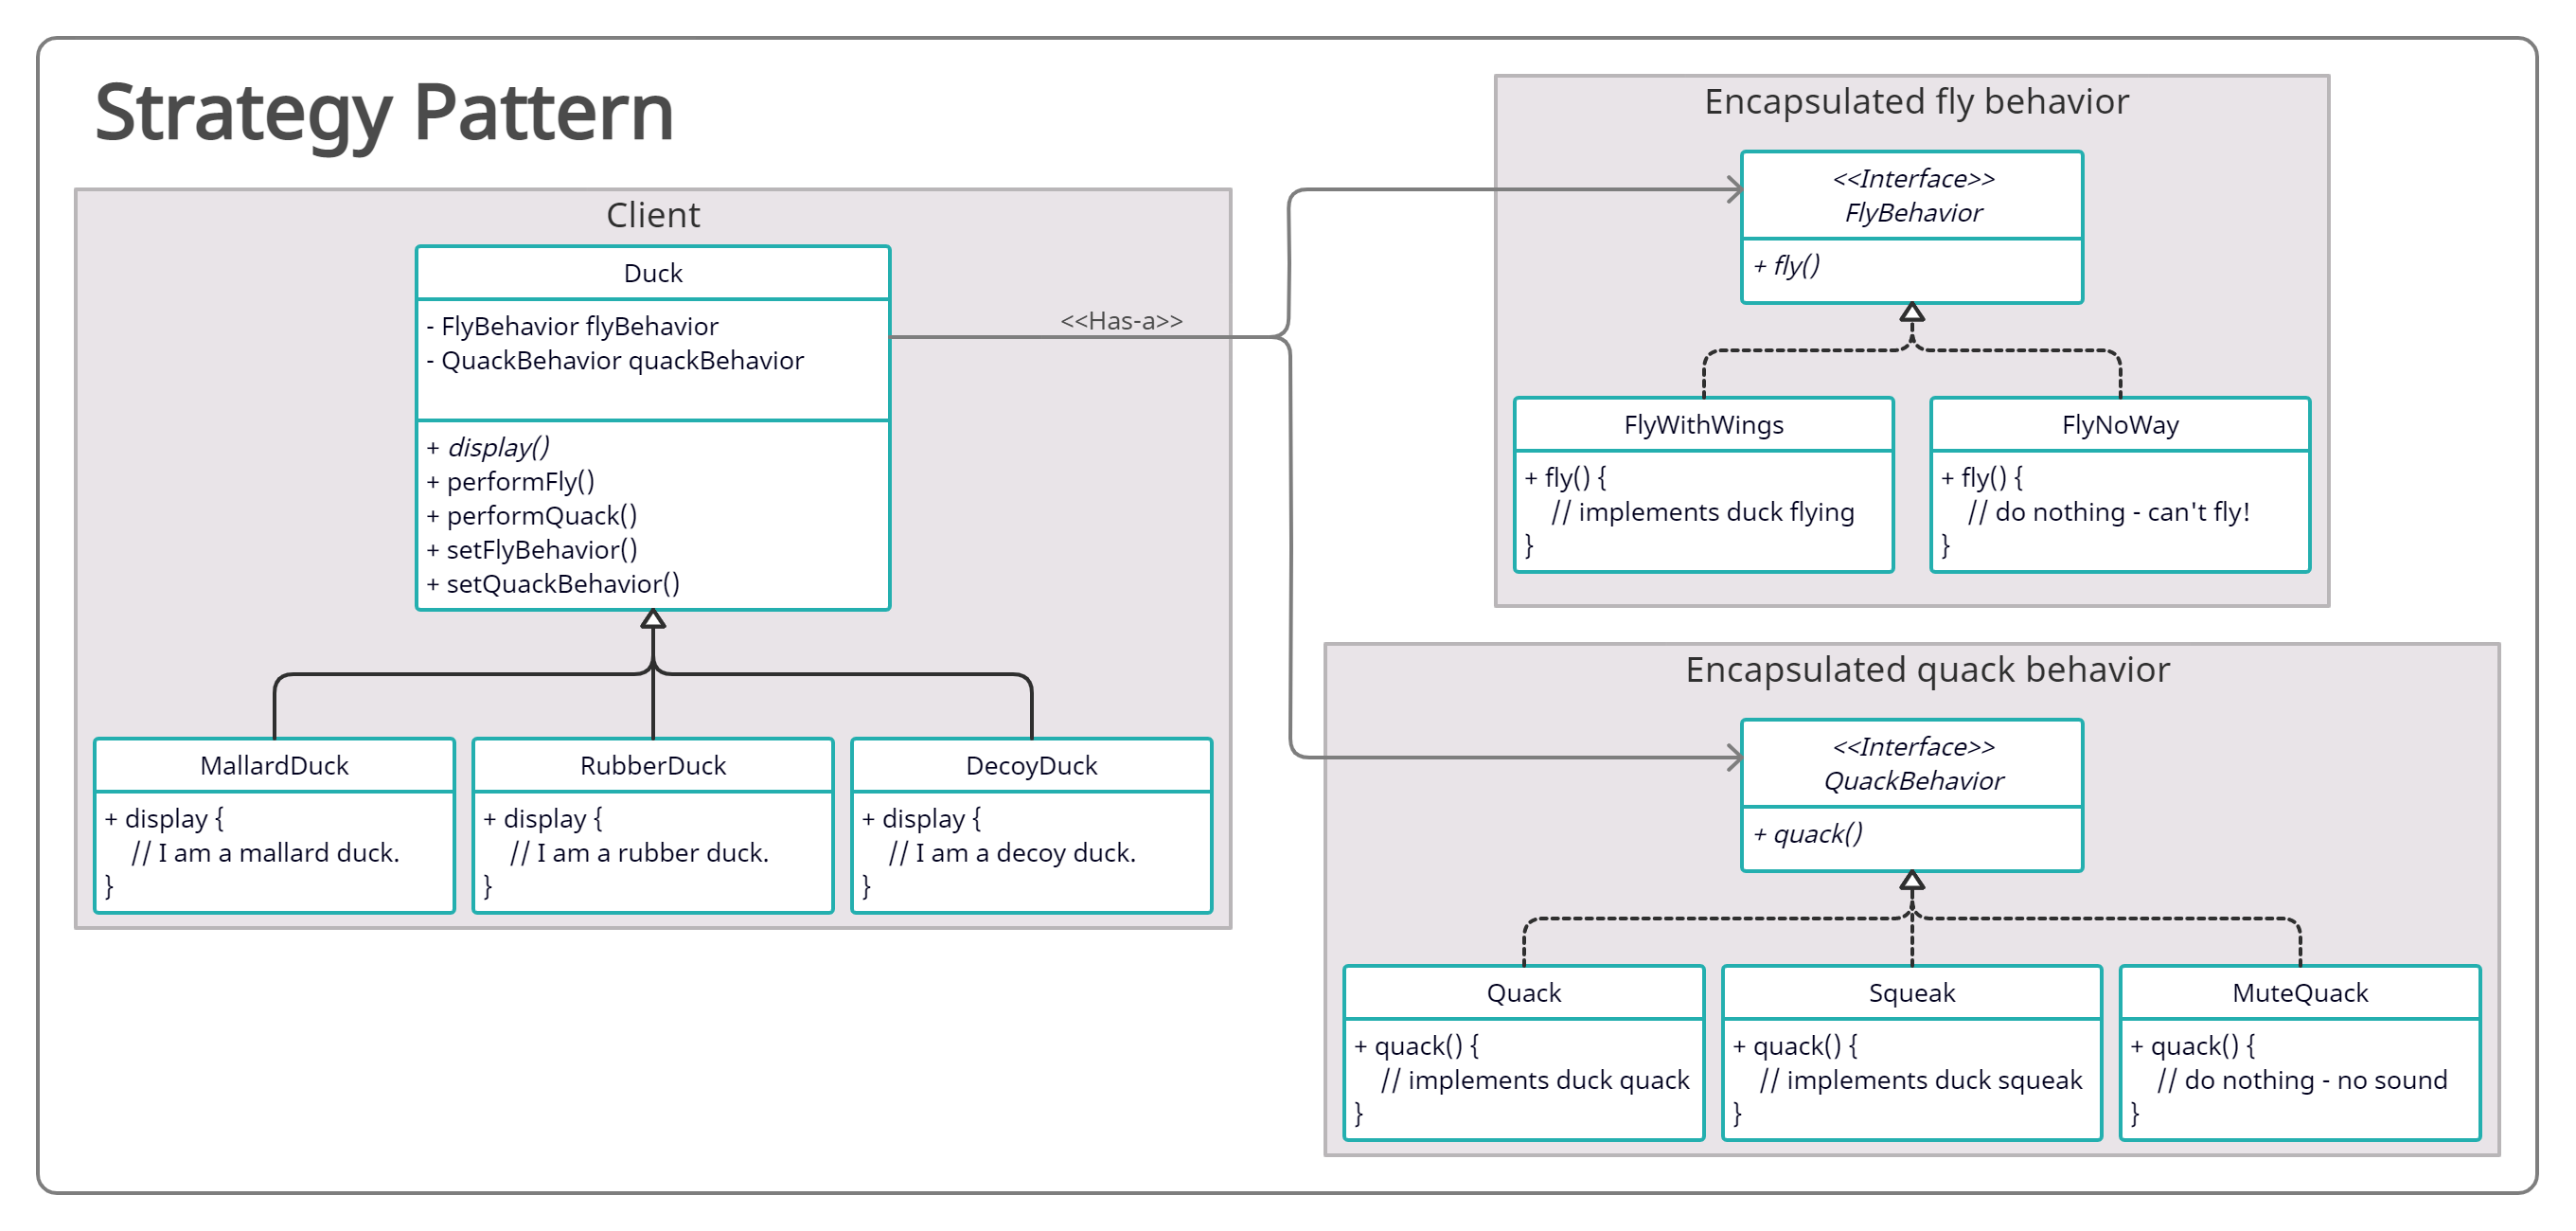 Strategy Pattern
Client
Duck
- FlyBehavior flyBehavior
- QuackBehavior quackBehavior
+ display()
+ performFly()
+ performQuack()
+ setFlyBehavior()
+ setQuackBehavior()
<<Has-a>>
MallardDuck
+ display {
// I am a mallard duck.
}
RubberDuck
+ display {
// I am a rubber duck.
}
DecoyDuck
+ display {
// I am a decoy duck.
}
Encapsulated fly behavior
<<Interface>>
FlyBehavior
+ fly()
FlyWithWings
+ fly() {
// implements duck flying
}
FlyNoWay
+ fly() {
// do nothing - can't fly!
}
Encapsulated quack behavior
<<Interface>>
QuackBehavior
+ quack()
Quack
+ quack() {
// implements duck quack
}
Squeak
+ quack() {
// implements duck squeak
}
MuteQuack
+ quack() {
// do nothing - no sound
}